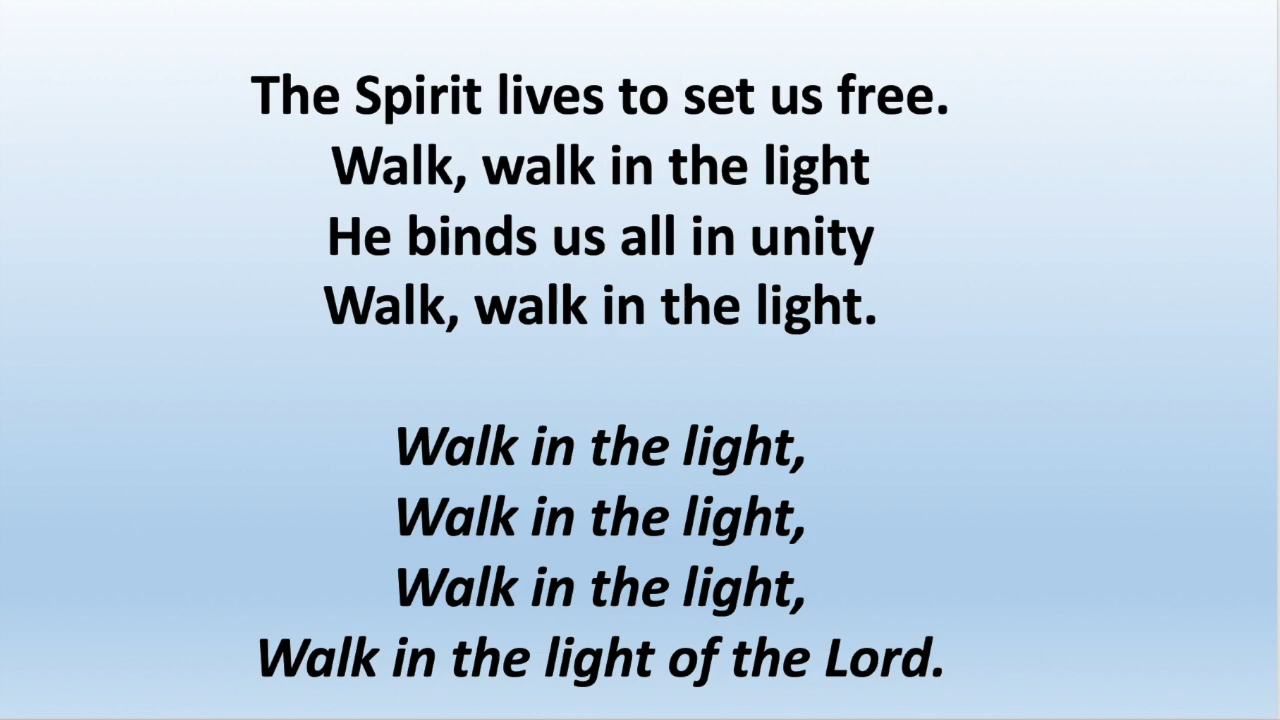 The Spirit lives to set us free.
Walk, walk in the light
He binds us all in unity
Walk, walk in the light.
Walk in the light,
Walk in the light,
Walk in the light,
Walk in the light of the Lord.